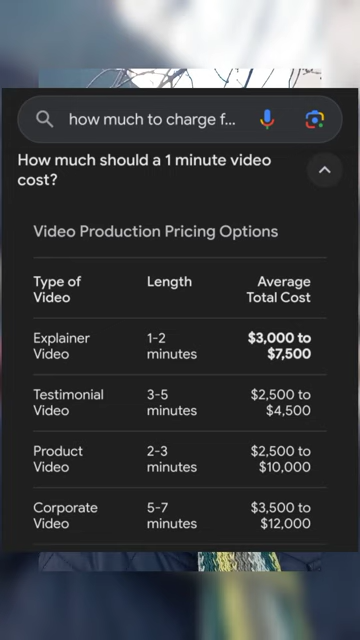 how much to charge f...
How much should a 1 minute video
cost?
Video Production Pricing Options
Type of
Video
Length
Average
Total Cost
Explainer
Video
1-2
minutes
$3,000 to
$7,500
Testimonial
Video
3-5
minutes
$2,500 to
$4,500
Product
Video
2-3
minutes
$2,500 to
$10,000
Corporate
Video
5-7
minutes
$3,500 to
$12,000